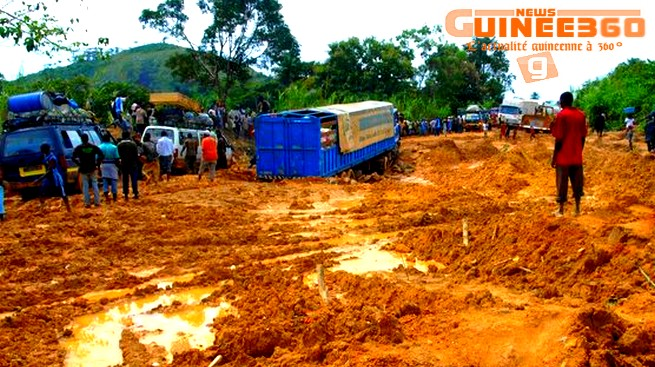 NEWS
GUINEE360
L'actualité guinéenne à 360°
g